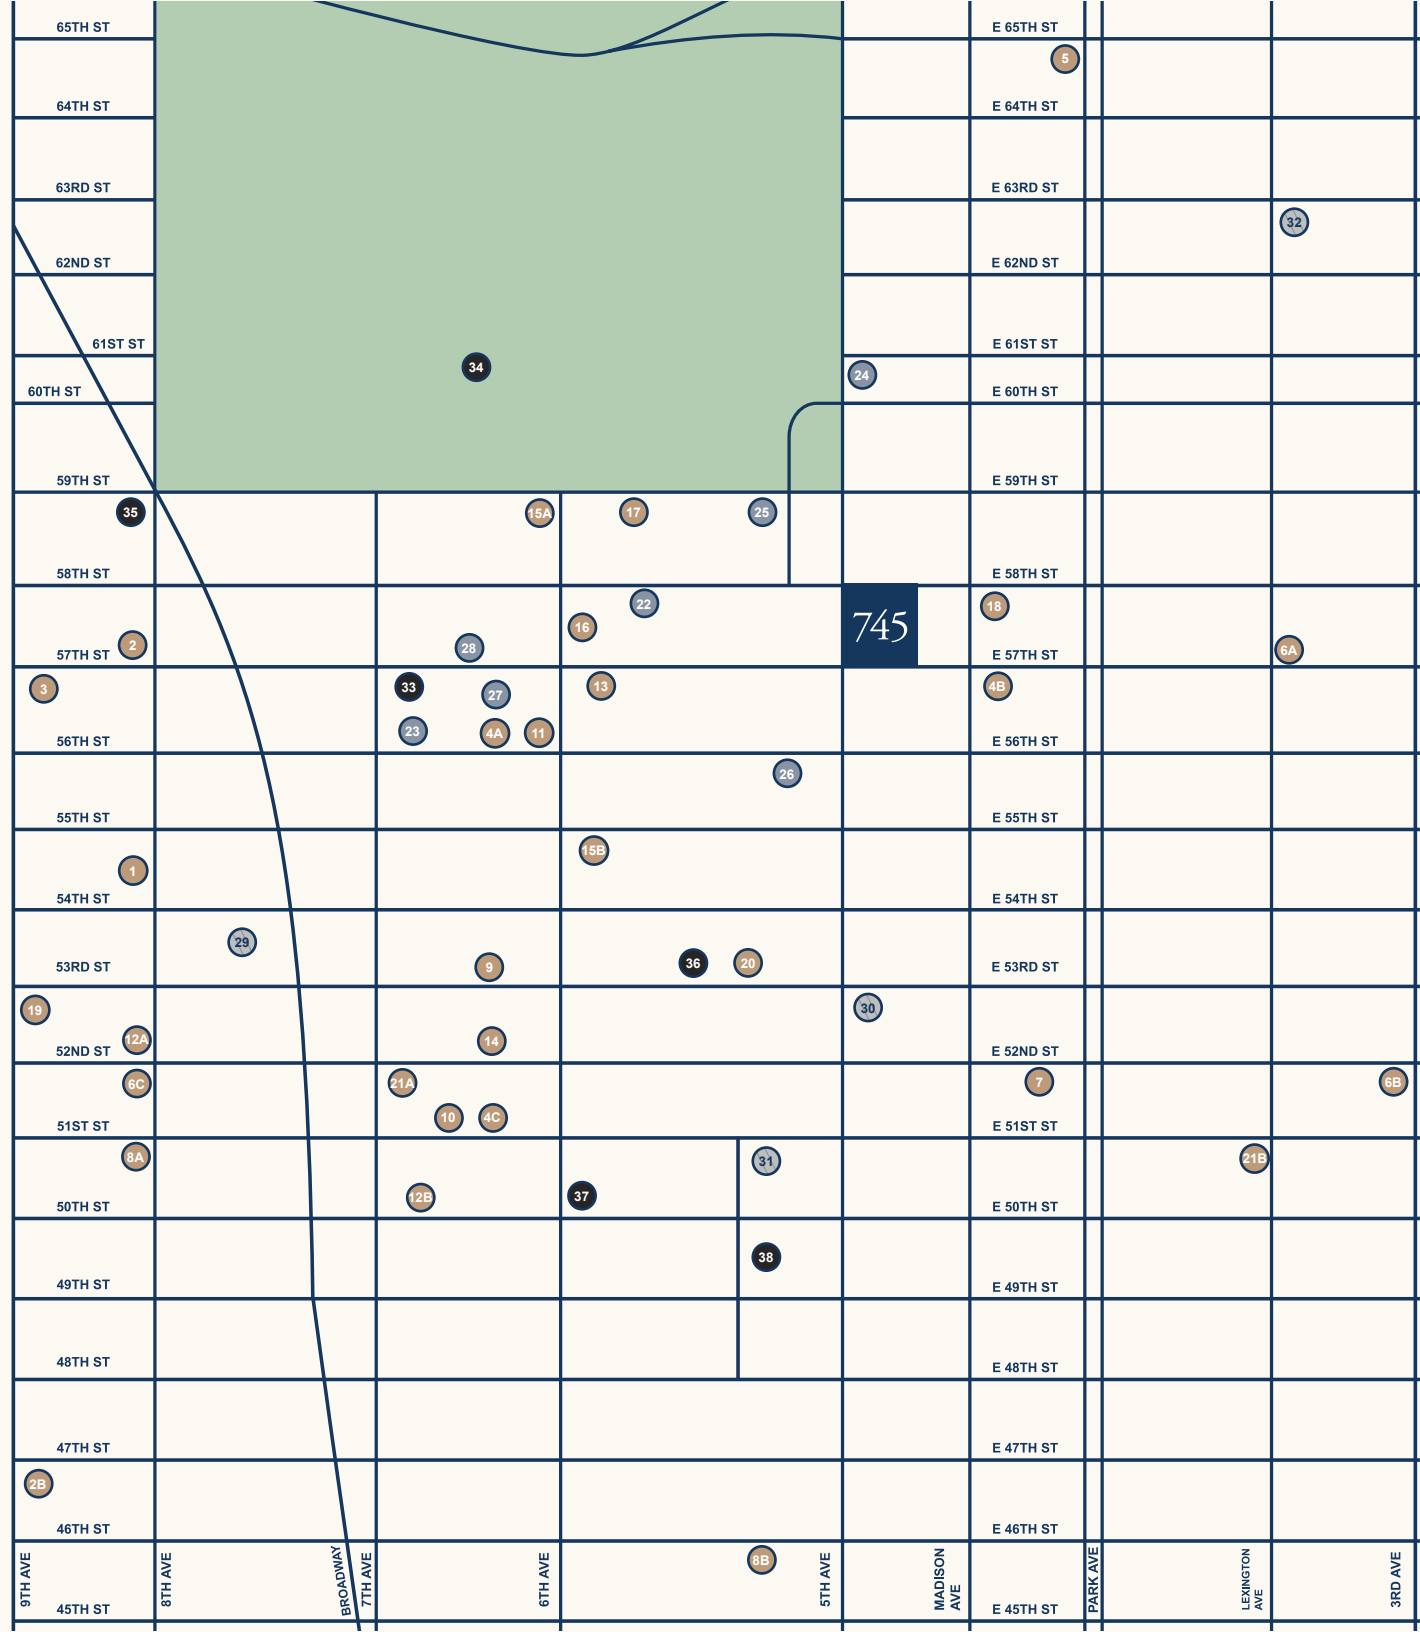 65TH ST
E 65TH ST
5
64TH ST
E 64TH ST
63RD ST
E 63RD ST
32
62ND ST
E 62ND ST
61ST ST
E 61ST ST
34
24
60TH ST
E 60TH ST
59TH ST
E 59TH ST
35
15A
17
25
58TH ST
E 58TH ST
22
18
16
745
2
28
6A
57TH ST
E 57TH ST
3
33
27
13
4B
23
4A
11
56TH ST
E 56TH ST
26
55TH ST
E 55TH ST
15B
1
54TH ST
E 54TH ST
29
9
36
20
53RD ST
E 53RD ST
19
30
12A
14
52ND ST
E 52ND ST
6C
21A
7
6B
10
4C
51ST ST
E 51ST ST
8A
31
21B
12B
37
50TH ST
E 50TH ST
38
49TH ST
E 49TH ST
48TH ST
E 48TH ST
47TH ST
E 47TH ST
2B
46TH ST
E 46TH ST
8B
9TH AVE
8TH AVE
BROADWAY
7TH AVE
6TH AVE
5TH AVE
MADISON
AVE
PARK AVE
LEXINGTON
AVE
3RD AVE
45TH ST
E 45TH ST